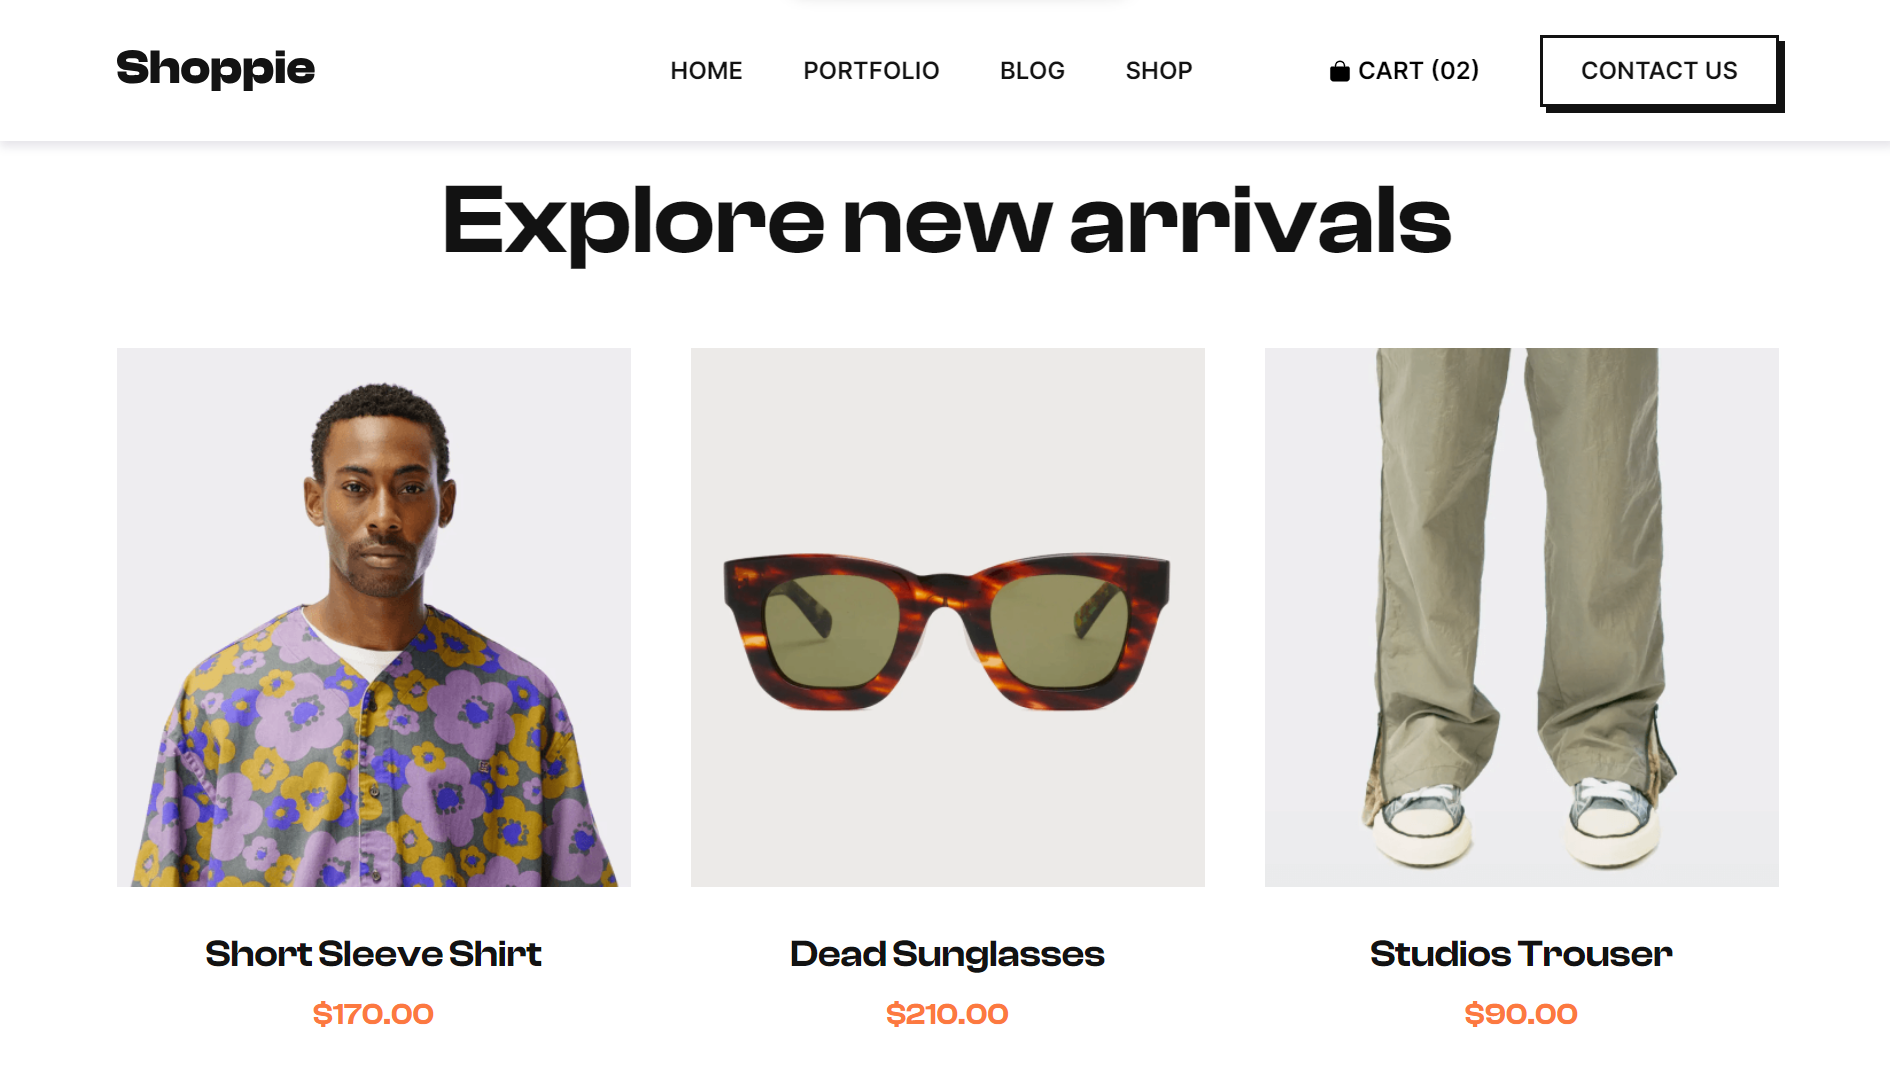 Shoppie
HOME
PORTFOLIO
BLOG
SHOP
CART (02)
CONTACT US
Explore new arrivals
Short Sleeve Shirt
$170.00
Dead Sunglasses
$210.00
Studios Trouser
$90.00